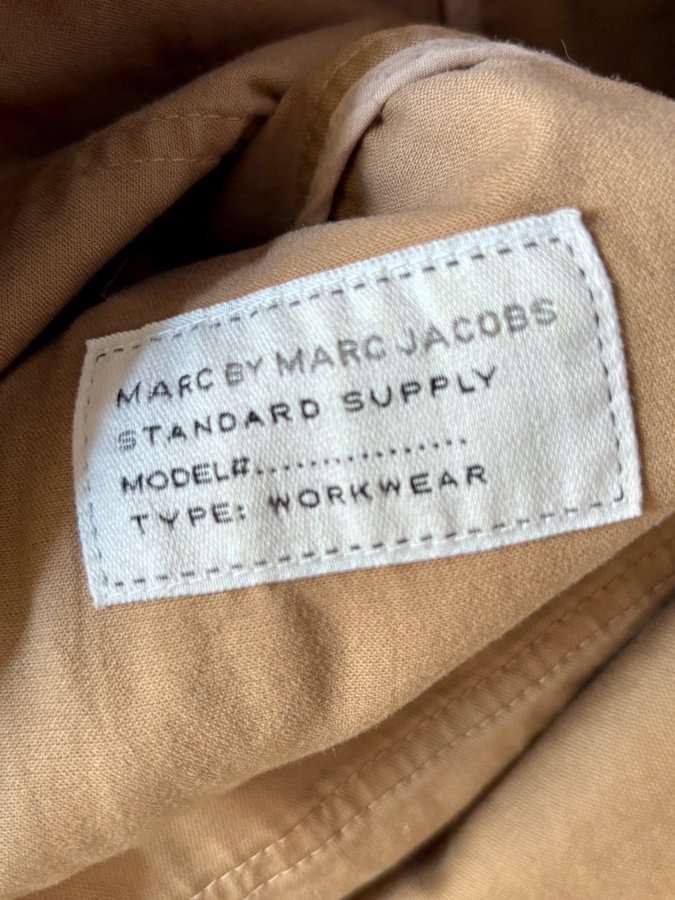 MARC BY MARC JACOBS
STANDARD SUPPLY
MODEL#..................
TYPE: WORKWEAR